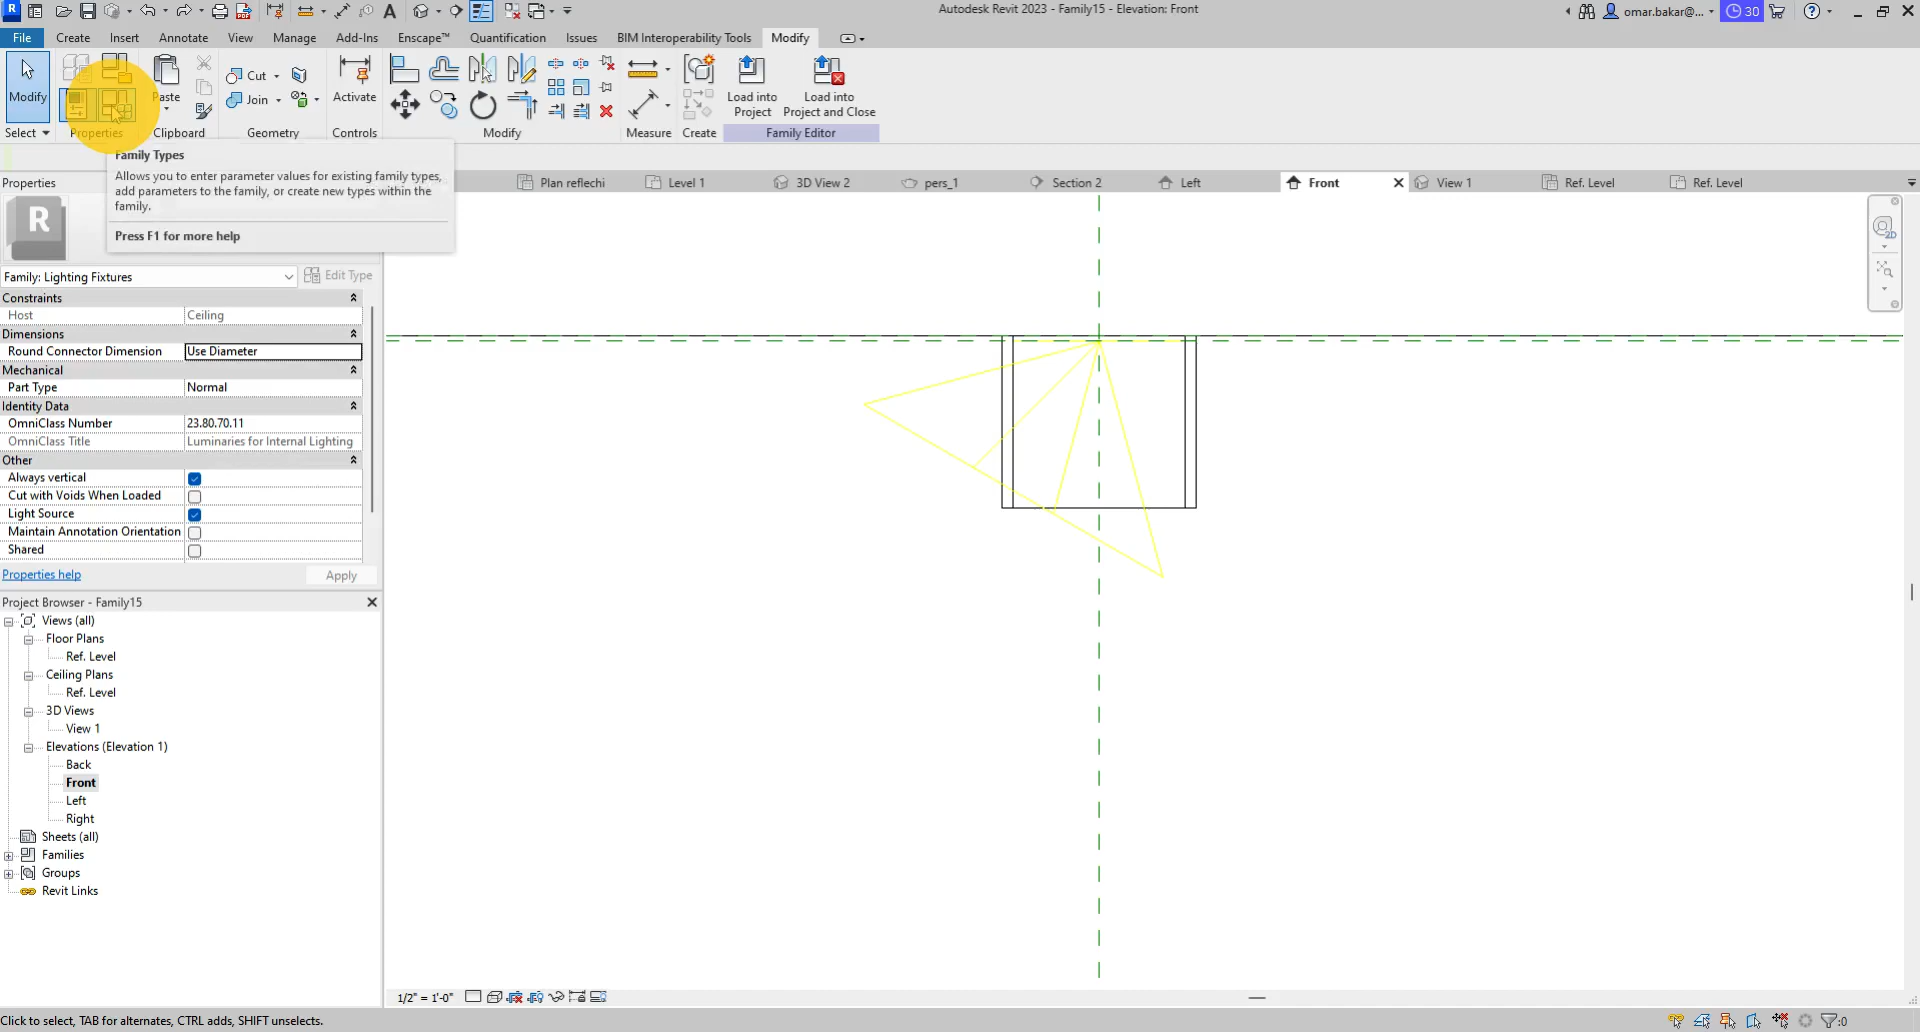 Autodesk Revit 2023 - Family15 - Elevation: Front
omar.bakar@...
30
File Create Annotate View Manage Add-Ins Enscape™ Quantification Issues BIM Interoperability Tools Modify
Insert
Modify
Paste
Cut
Join
Activate
Load into Project
Load into Project and Close
Select Properties Clipboard Geometry Controls Modify Measure Create Family Editor
Family Types
Allows you to enter parameter values for existing family types,
add parameters to the family, or create new types within the
family.
Press F1 for more help
Plan reflechi Level 1 3D View 2 pers_1 Section 2 Left Front View 1 Ref. Level Ref. Level
Properties
R
Family: Lighting Fixtures
Edit Type
Constraints
Host Ceiling
Dimensions
Round Connector Dimension Use Diameter
Mechanical
Part Type Normal
Identity Data
OmniClass Number 23.80.70.11
OmniClass Title Luminaries for Internal Lighting
Other
Always vertical
Cut with Voids When Loaded
Light Source
Maintain Annotation Orientation
Shared
Properties help
Apply
Project Browser - Family15
Views (all)
Floor Plans
Ref. Level
Ceiling Plans
Ref. Level
3D Views
View 1
Elevations (Elevation 1)
Back
Front
Left
Right
Sheets (all)
Families
Groups
Revit Links
1/2" = 1'-0"
2D
Click to select, TAB for alternates, CTRL adds, SHIFT unselects.
:0